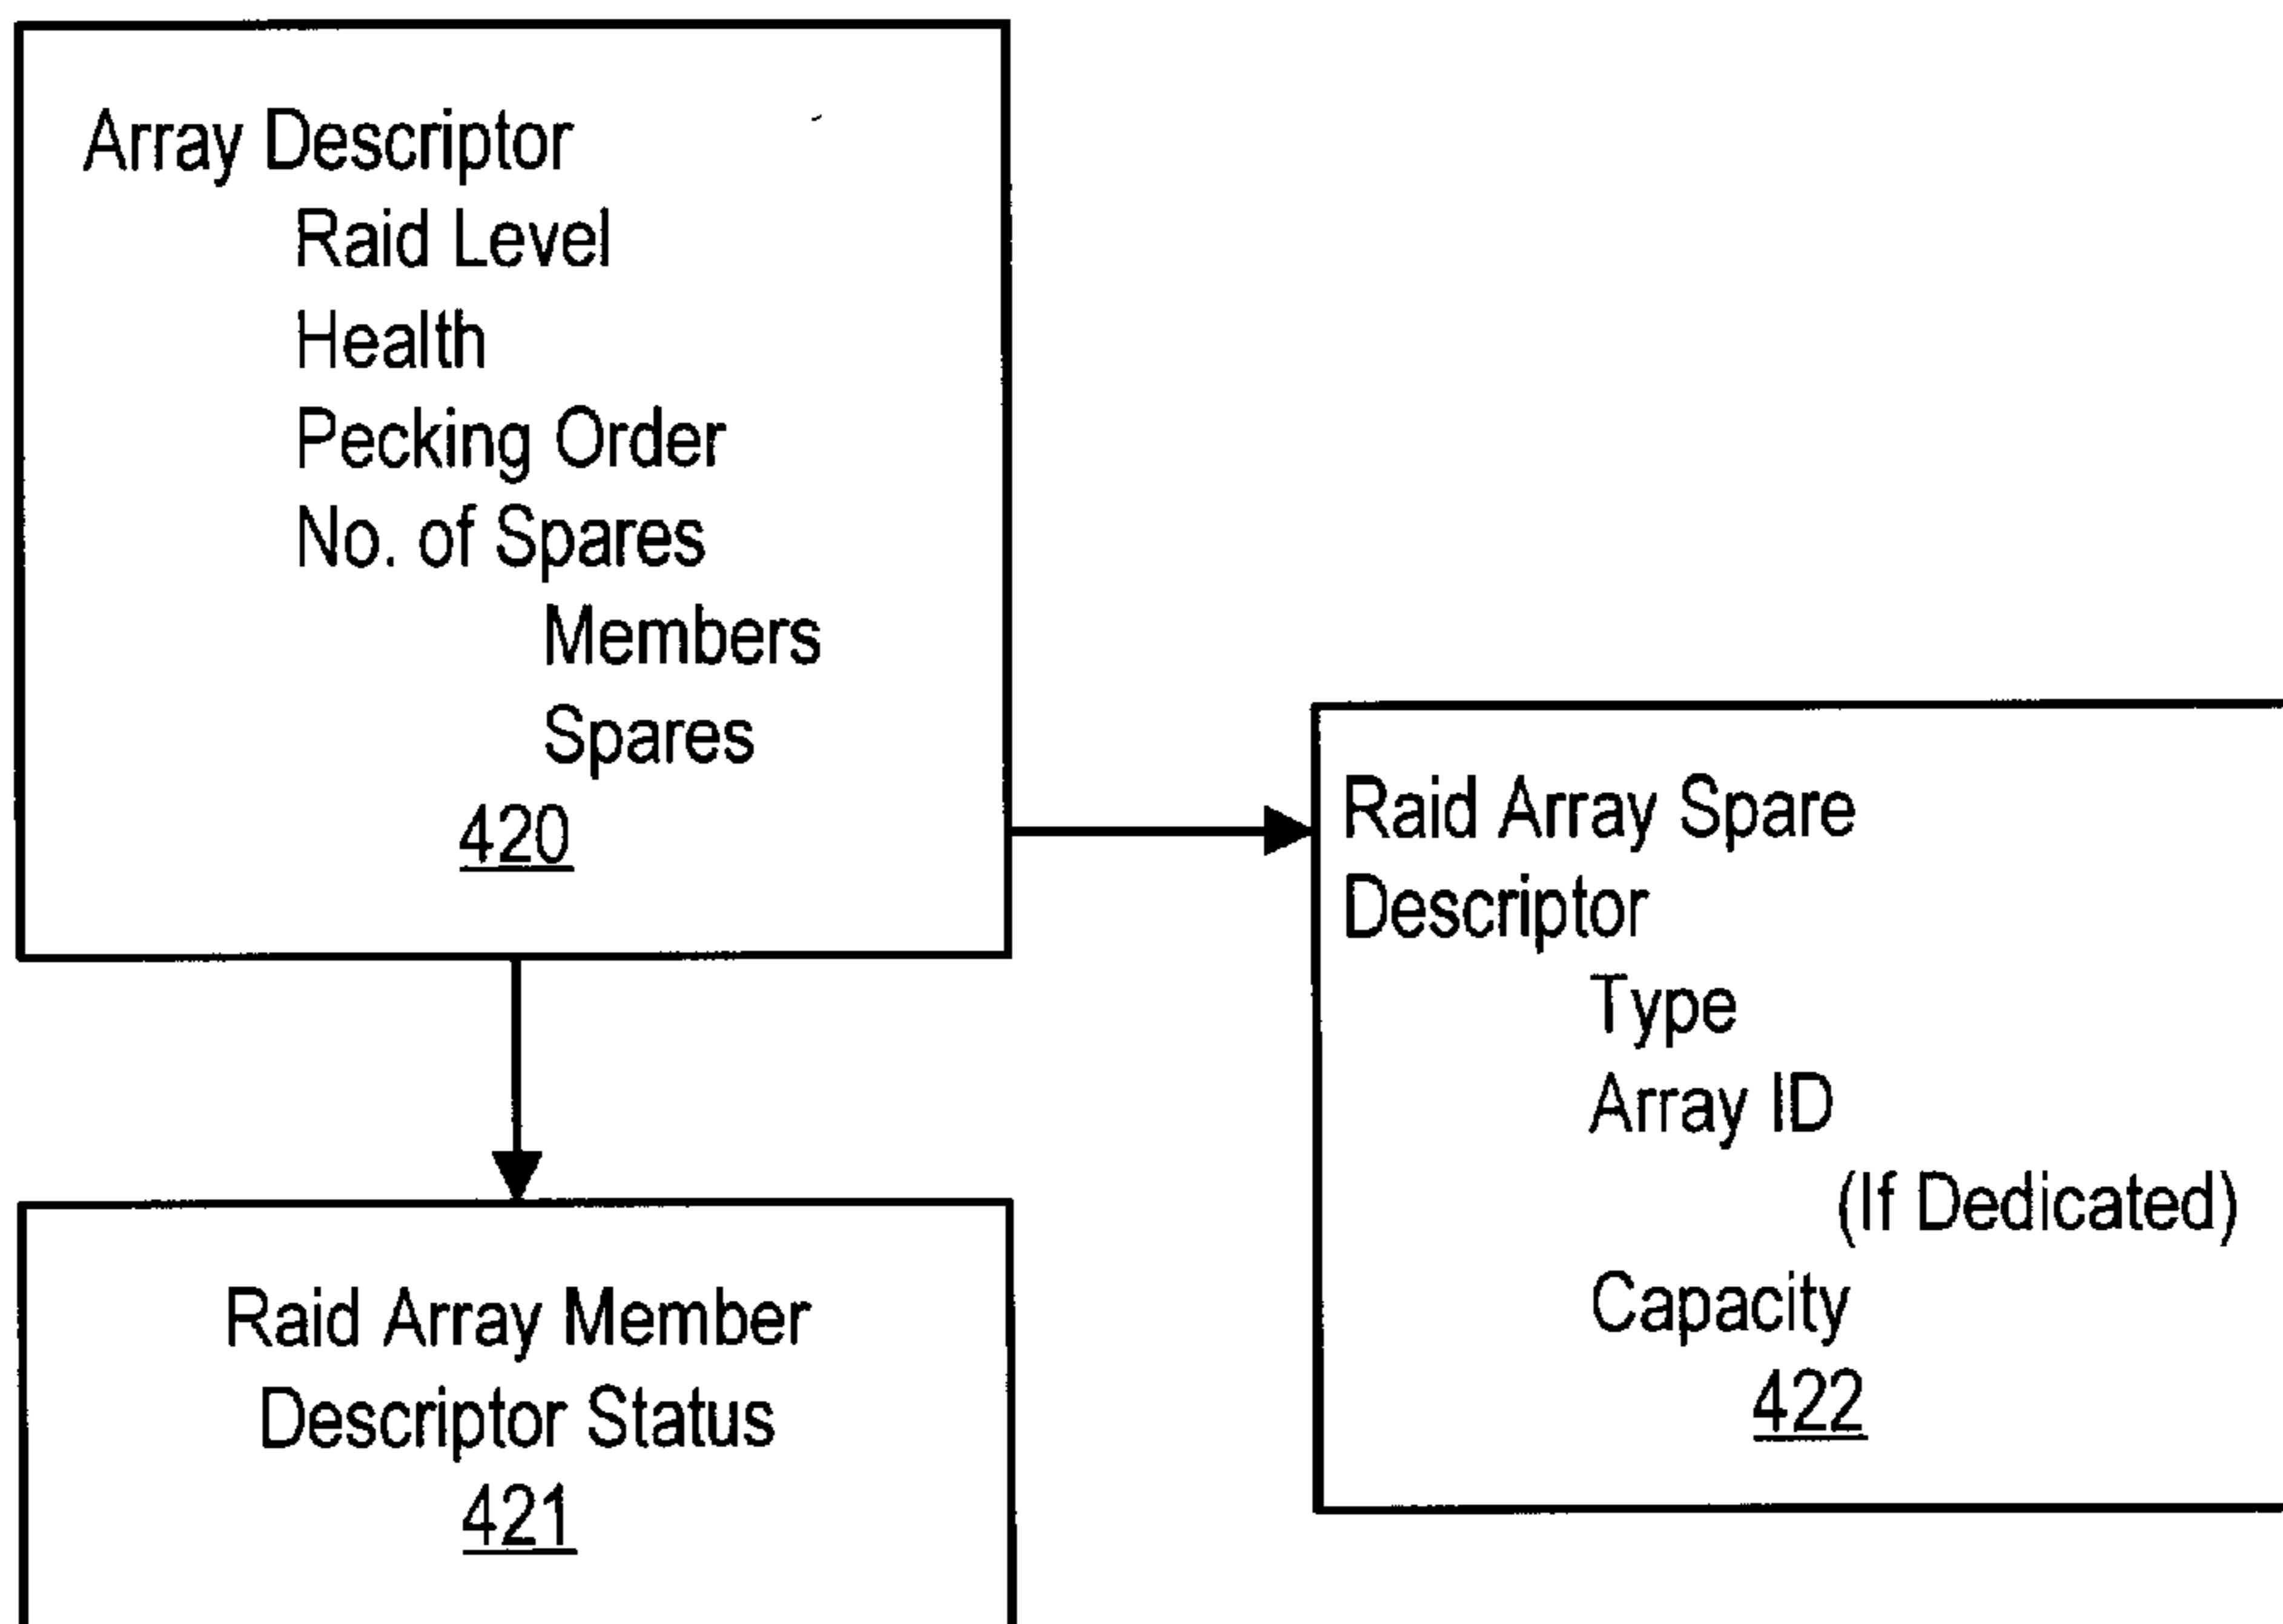 Array Descriptor
Raid Level
Health
Pecking Order
No. of Spares
Members
Spares
420
Raid Array Spare
Descriptor
Type
Array ID
(If Dedicated)
Capacity
422
Raid Array Member
Descriptor Status
421